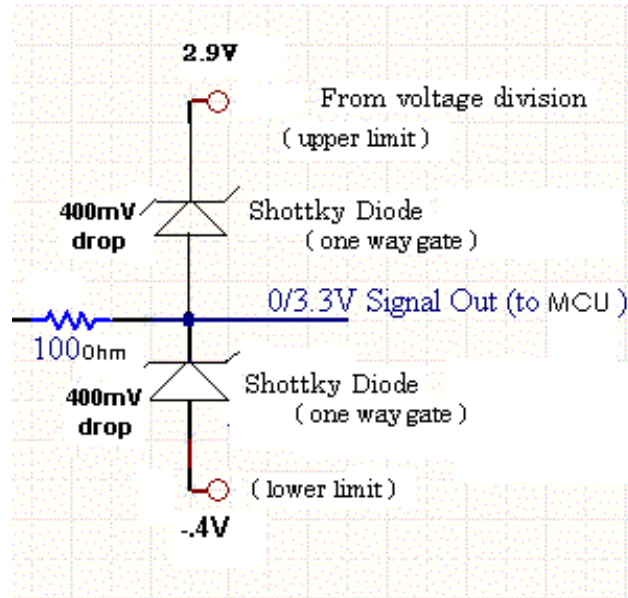 2.9V
From voltage division
( upper limit )
400mV
drop
Shottky Diode
( one way gate )
0/3.3V Signal Out (to MCU )
100Ohm
400mV
drop
Shottky Diode
( one way gate )
( lower limit )
-.4V